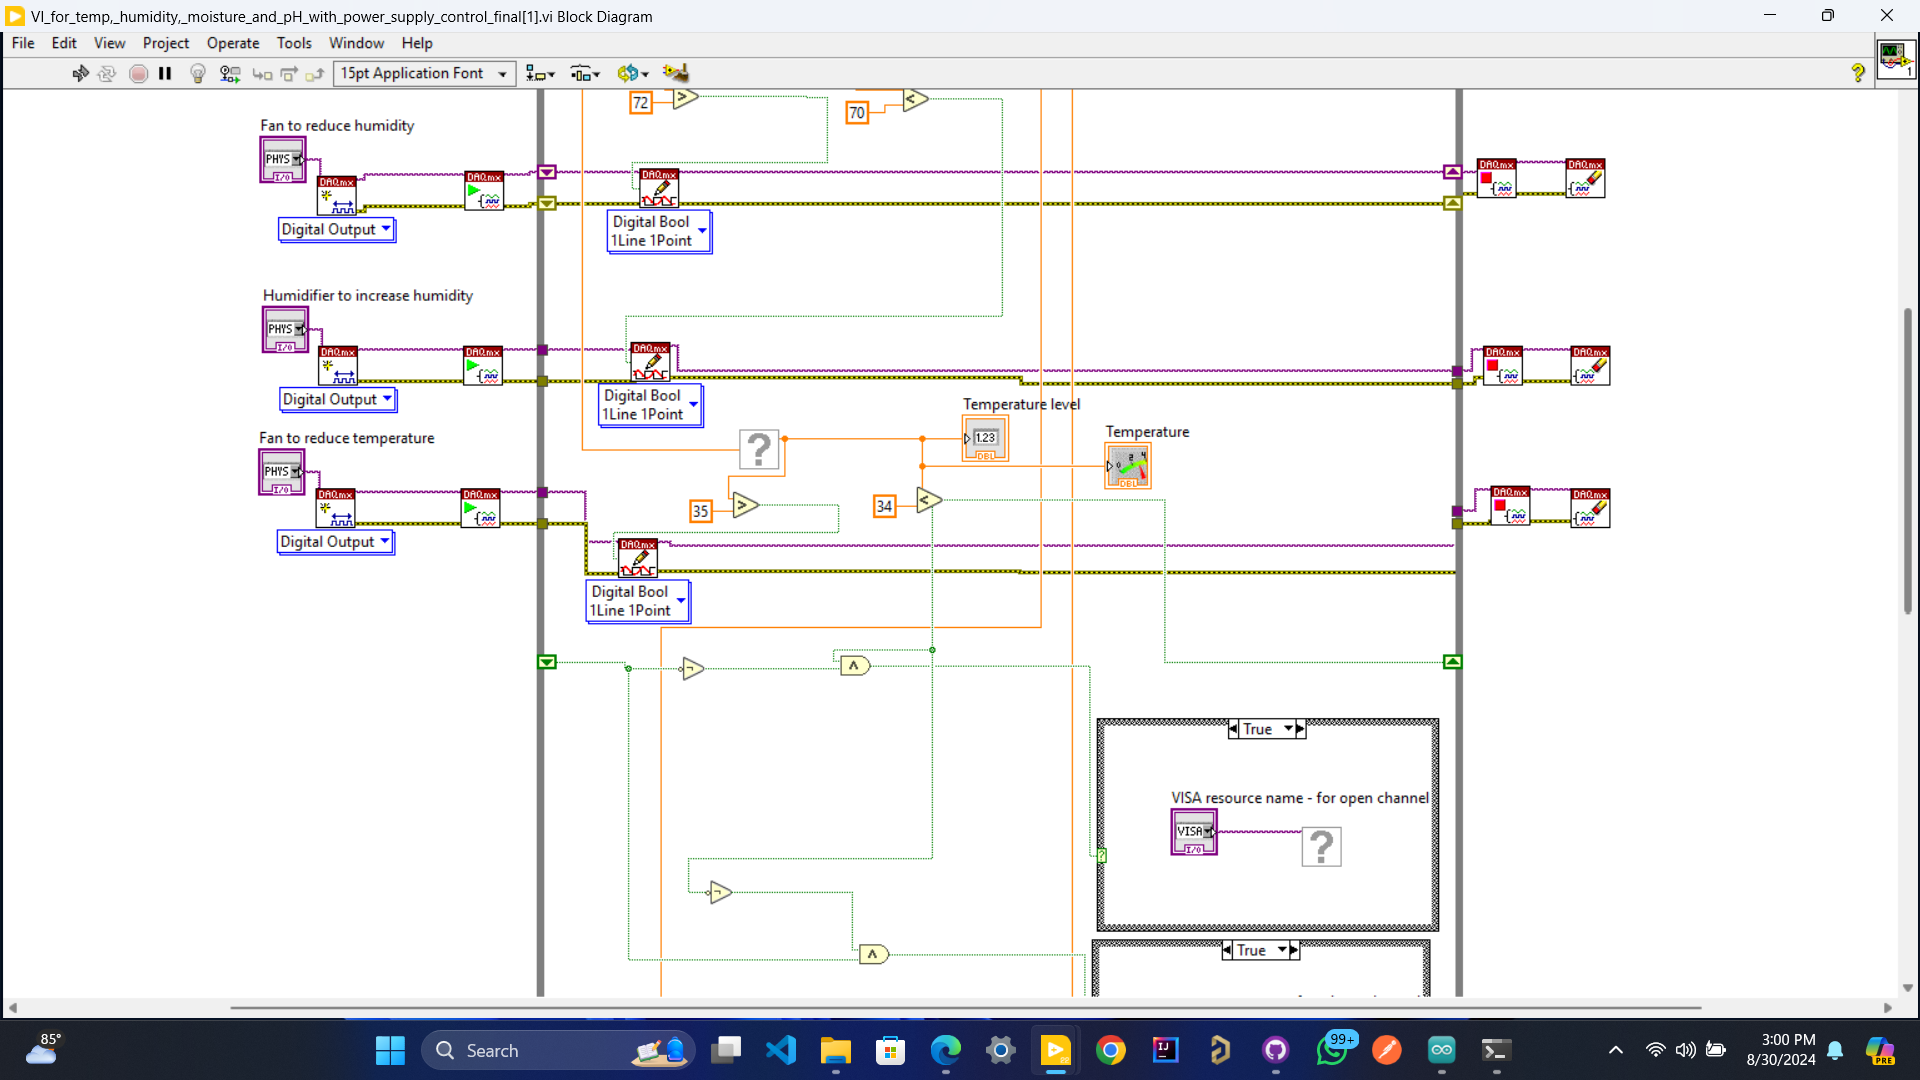 VI_for_temp,_humidity,_moisture_and_pH_with_power_supply_control_final[1].vi Block Diagram
File Edit View Project Operate Tools Window Help
15pt Application Font
1
72
70
Fan to reduce humidity
PHYS
I/O
DAQmx
DAQmx
DAQmx
DAQmx
DAQmx
Digital Output
Digital Bool
1Line 1Point
Humidifier to increase humidity
PHYS
I/O
DAQmx
DAQmx
DAQmx
DAQmx
DAQmx
Digital Output
Digital Bool
1Line 1Point
Temperature level
1.23
DBL
Temperature
0 2 4
DBL
Fan to reduce temperature
PHYS
I/O
DAQmx
DAQmx
DAQmx
DAQmx
?
35
34
Digital Output
DAQmx
Digital Bool
1Line 1Point
True
VISA resource name - for open channel
VISA
I/O
?
?
True
85°
Search
99+
3:00 PM
8/30/2024
PRE